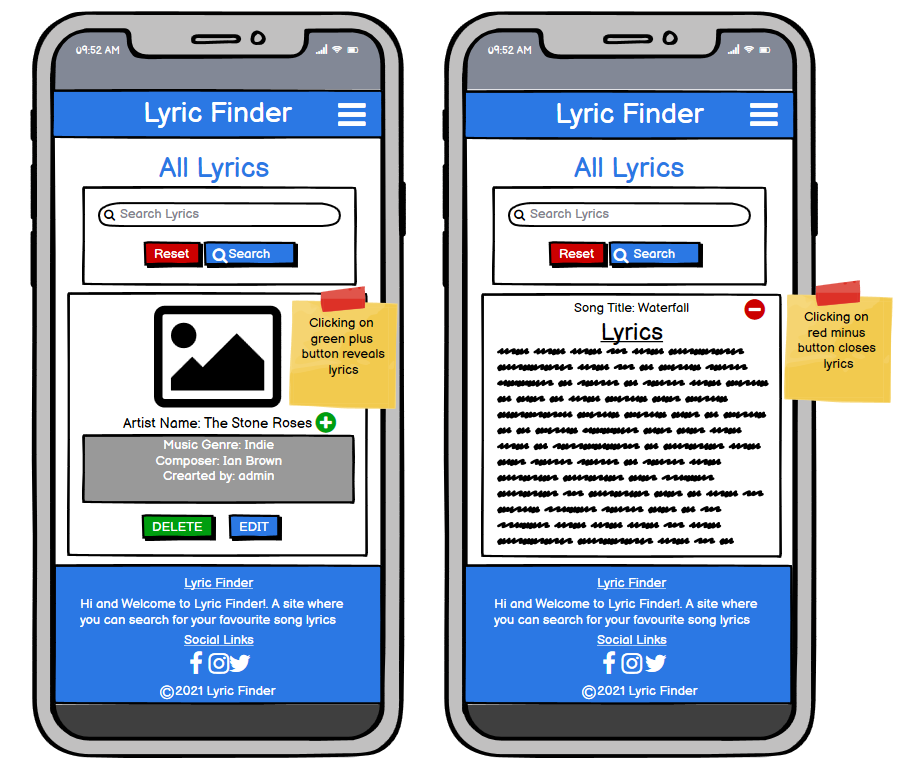 09:52 AM
Lyric Finder
All Lyrics
Search Lyrics
Reset
Search
Clicking on
green plus
button reveals
lyrics
Artist Name: The Stone Roses
Music Genre: Indie
Composer: Ian Brown
Crearted by: admin
DELETE
EDIT
Lyric Finder
Hi and Welcome to Lyric Finder!. A site where
you can search for your favourite song lyrics
Social Links
©2021 Lyric Finder
09:52 AM
Lyric Finder
All Lyrics
Search Lyrics
Reset
Search
Song Title: Waterfall
Lyrics
Clicking on
red minus
button closes
lyrics
Lyric Finder
Hi and Welcome to Lyric Finder!. A site where
you can search for your favourite song lyrics
Social Links
©2021 Lyric Finder